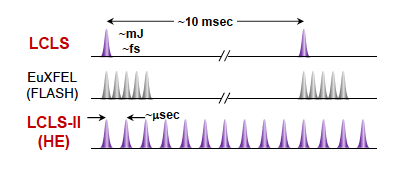 ~10 msec
LCLS
~mJ
~fs
EuXFEL
(FLASH)
LCLS-II
(HE)
~μsec